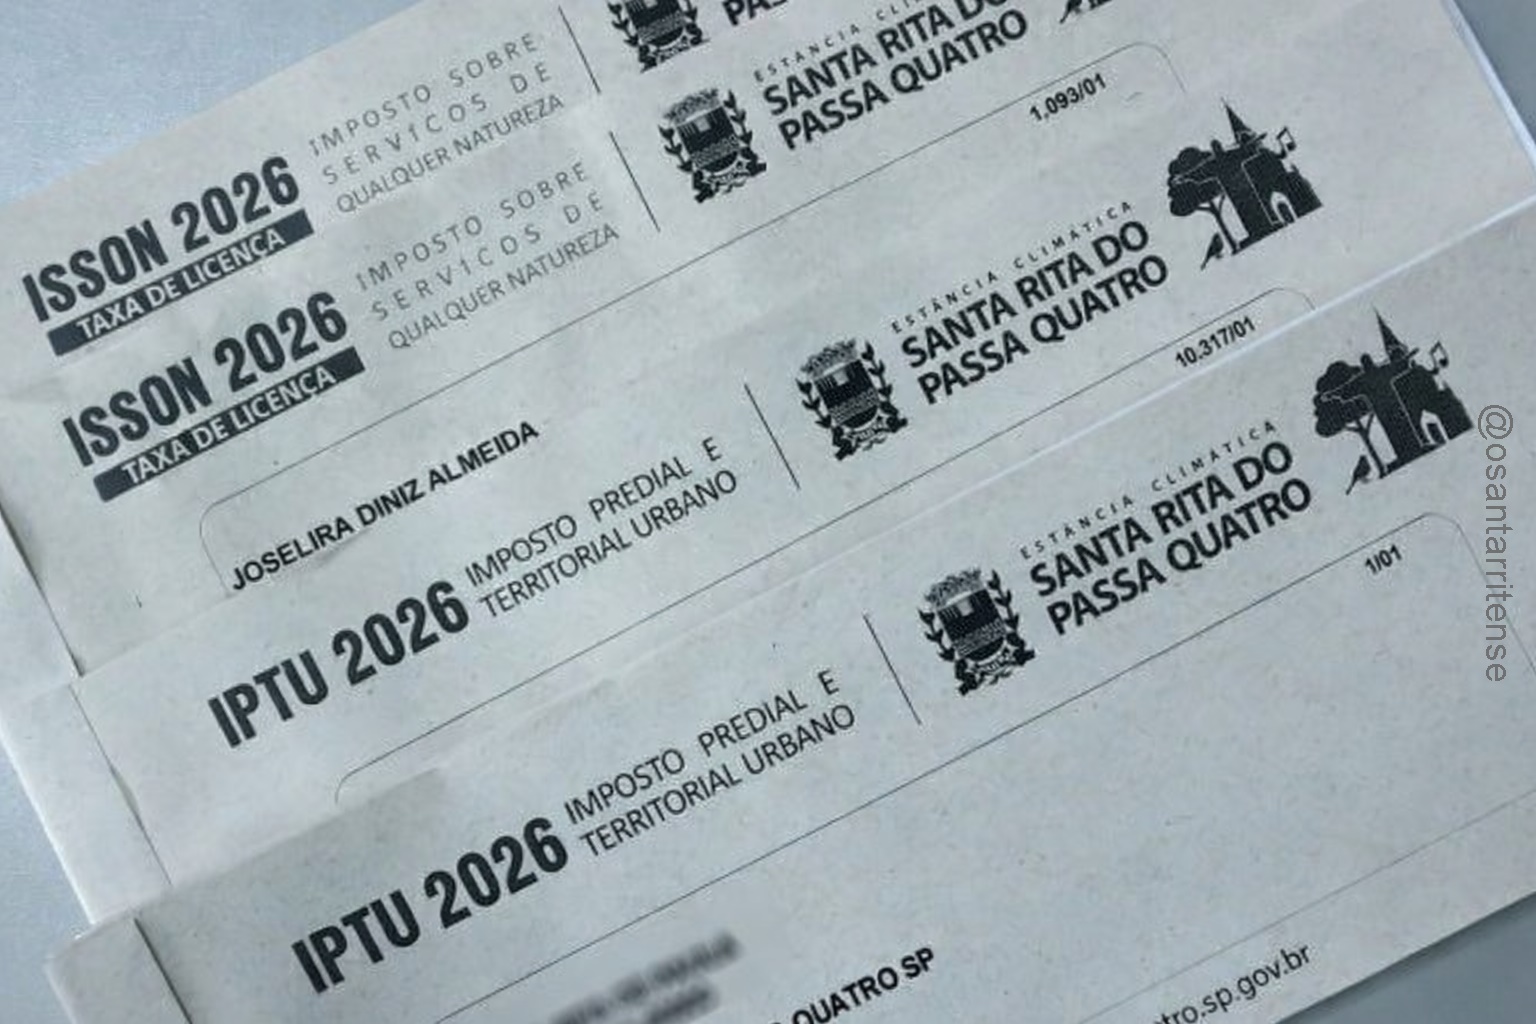 PASSA QUATRO
ISSQN 2026
TAXA DE LICENÇA
IMPOSTO SOBRE
SERVIÇOS DE
QUALQUER NATUREZA
ESTÂNCIA CLIMÁTICA
SANTA RITA DO
PASSA QUATRO
1.093/01
ISSQN 2026
TAXA DE LICENÇA
IMPOSTO SOBRE
SERVIÇOS DE
QUALQUER NATUREZA
JOSELIRA DINIZ ALMEIDA
ESTÂNCIA CLIMÁTICA
SANTA RITA DO
PASSA QUATRO
10.317/01
IPTU 2026
IMPOSTO PREDIAL E
TERRITORIAL URBANO
ESTÂNCIA CLIMÁTICA
SANTA RITA DO
PASSA QUATRO
1/01
IPTU 2026
IMPOSTO PREDIAL E
TERRITORIAL URBANO
QUATRO SP
tro.sp.gov.br
@osantarritense